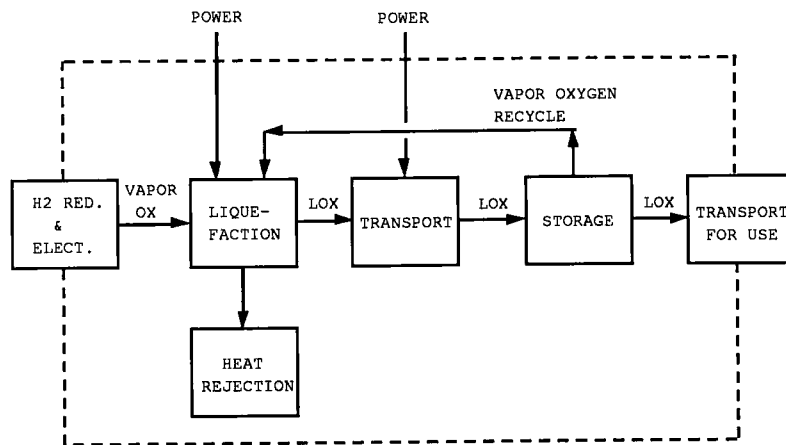 POWER
POWER
VAPOR OXYGEN
RECYCLE
H2 RED.
&
ELECT.
VAPOR
OX
LIQUE-
FACTION
LOX
TRANSPORT
LOX
STORAGE
LOX
TRANSPORT
FOR USE
HEAT
REJECTION